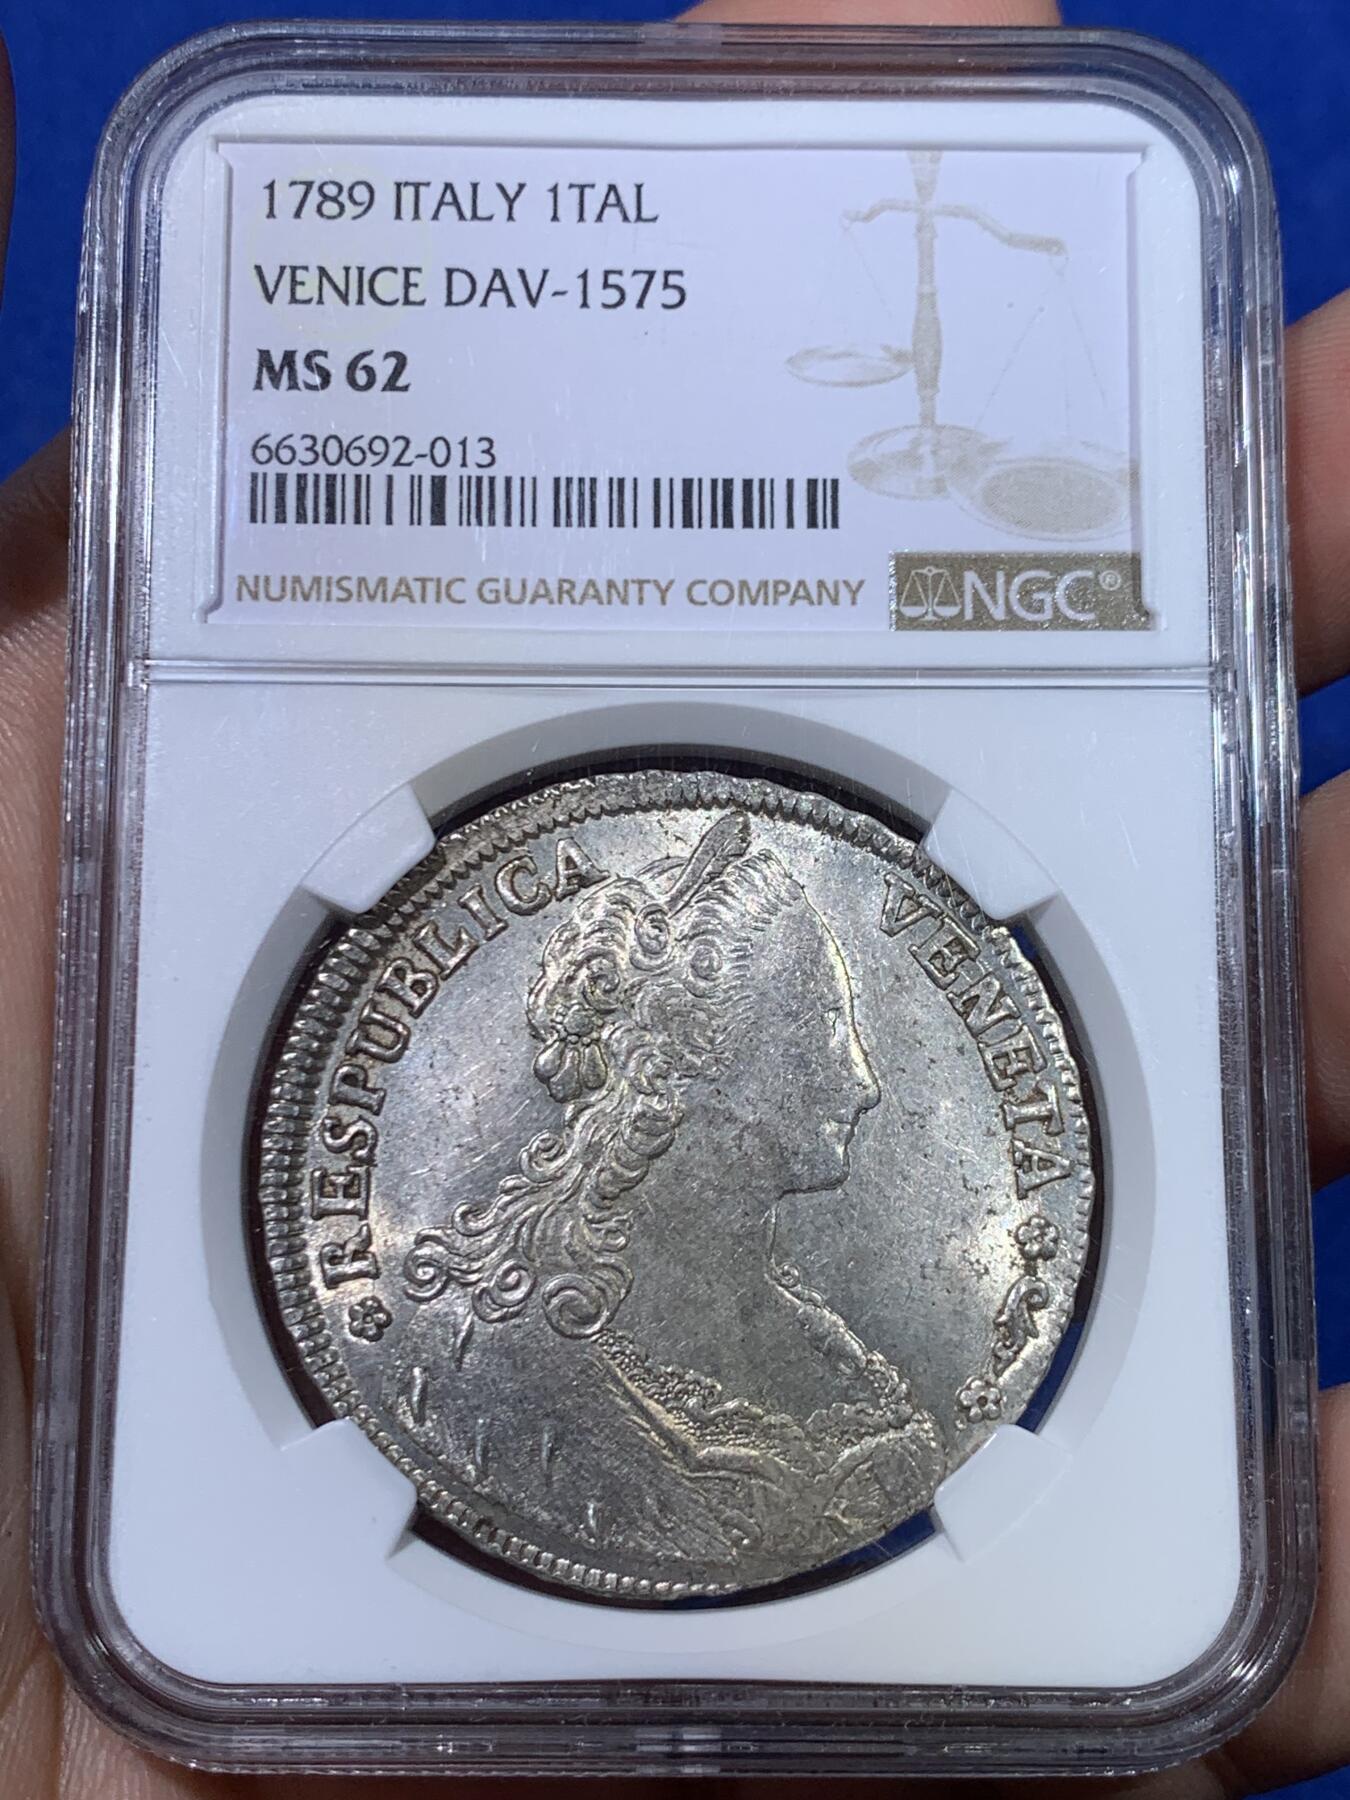 1789 ITALY 1TAL
VENICE DAV-1575
MS 62
6630692-013
NUMISMATIC GUARANTY COMPANY
NGC®
RESPUBLICA VENETA